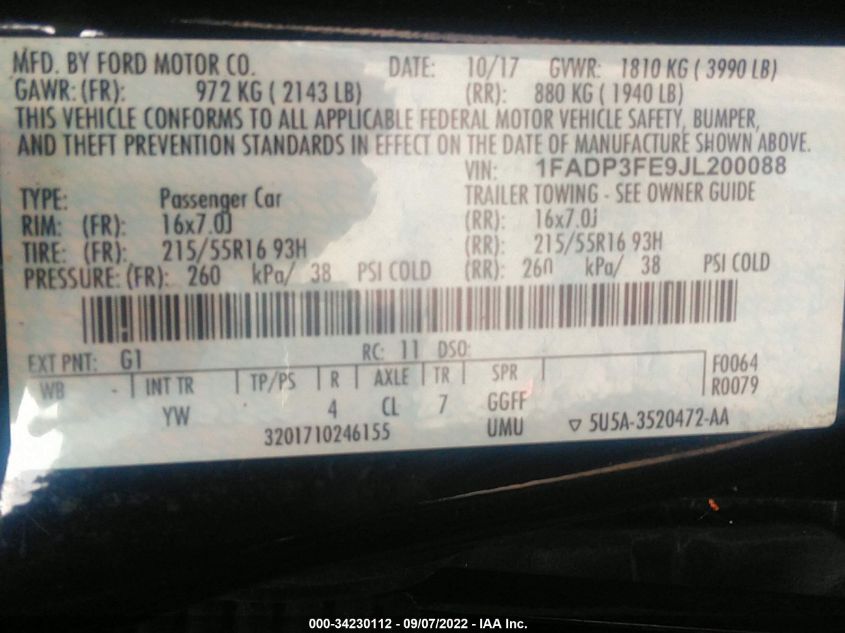 MFD. BY FORD MOTOR CO. DATE: 10/17 GVWR: 1810 KG ( 3990 LB)
GAWR: (FR): 972 KG ( 2143 LB) (RR): 880 KG ( 1940 LB)
THIS VEHICLE CONFORMS TO ALL APPLICABLE FEDERAL MOTOR VEHICLE SAFETY, BUMPER,
AND THEFT PREVENTION STANDARDS IN EFFECT ON THE DATE OF MANUFACTURE SHOWN ABOVE.
VIN: 1FADP3FE9JL200088
TYPE: Passenger Car TRAILER TOWING - SEE OWNER GUIDE
RIM: (FR): 16x7.0J (RR): 16x7.0j
TIRE: (FR): 215/55R16 93H (RR): 215/55R16 93H
PRESSURE: (FR): 260 kPa/ 38 PSI COLD (RR): 260 kPa/ 38 PSI COLD
EXT PNT: G1 RC: 11 DSO: F0064
WB - INT TR TP/PS R AXLE TR SPR R0079
YW 4 CL 7 GGFF
3201710246155 UMU ▽ 5U5A-3520472-AA
000-34230112 - 09/07/2022 - IAA Inc.